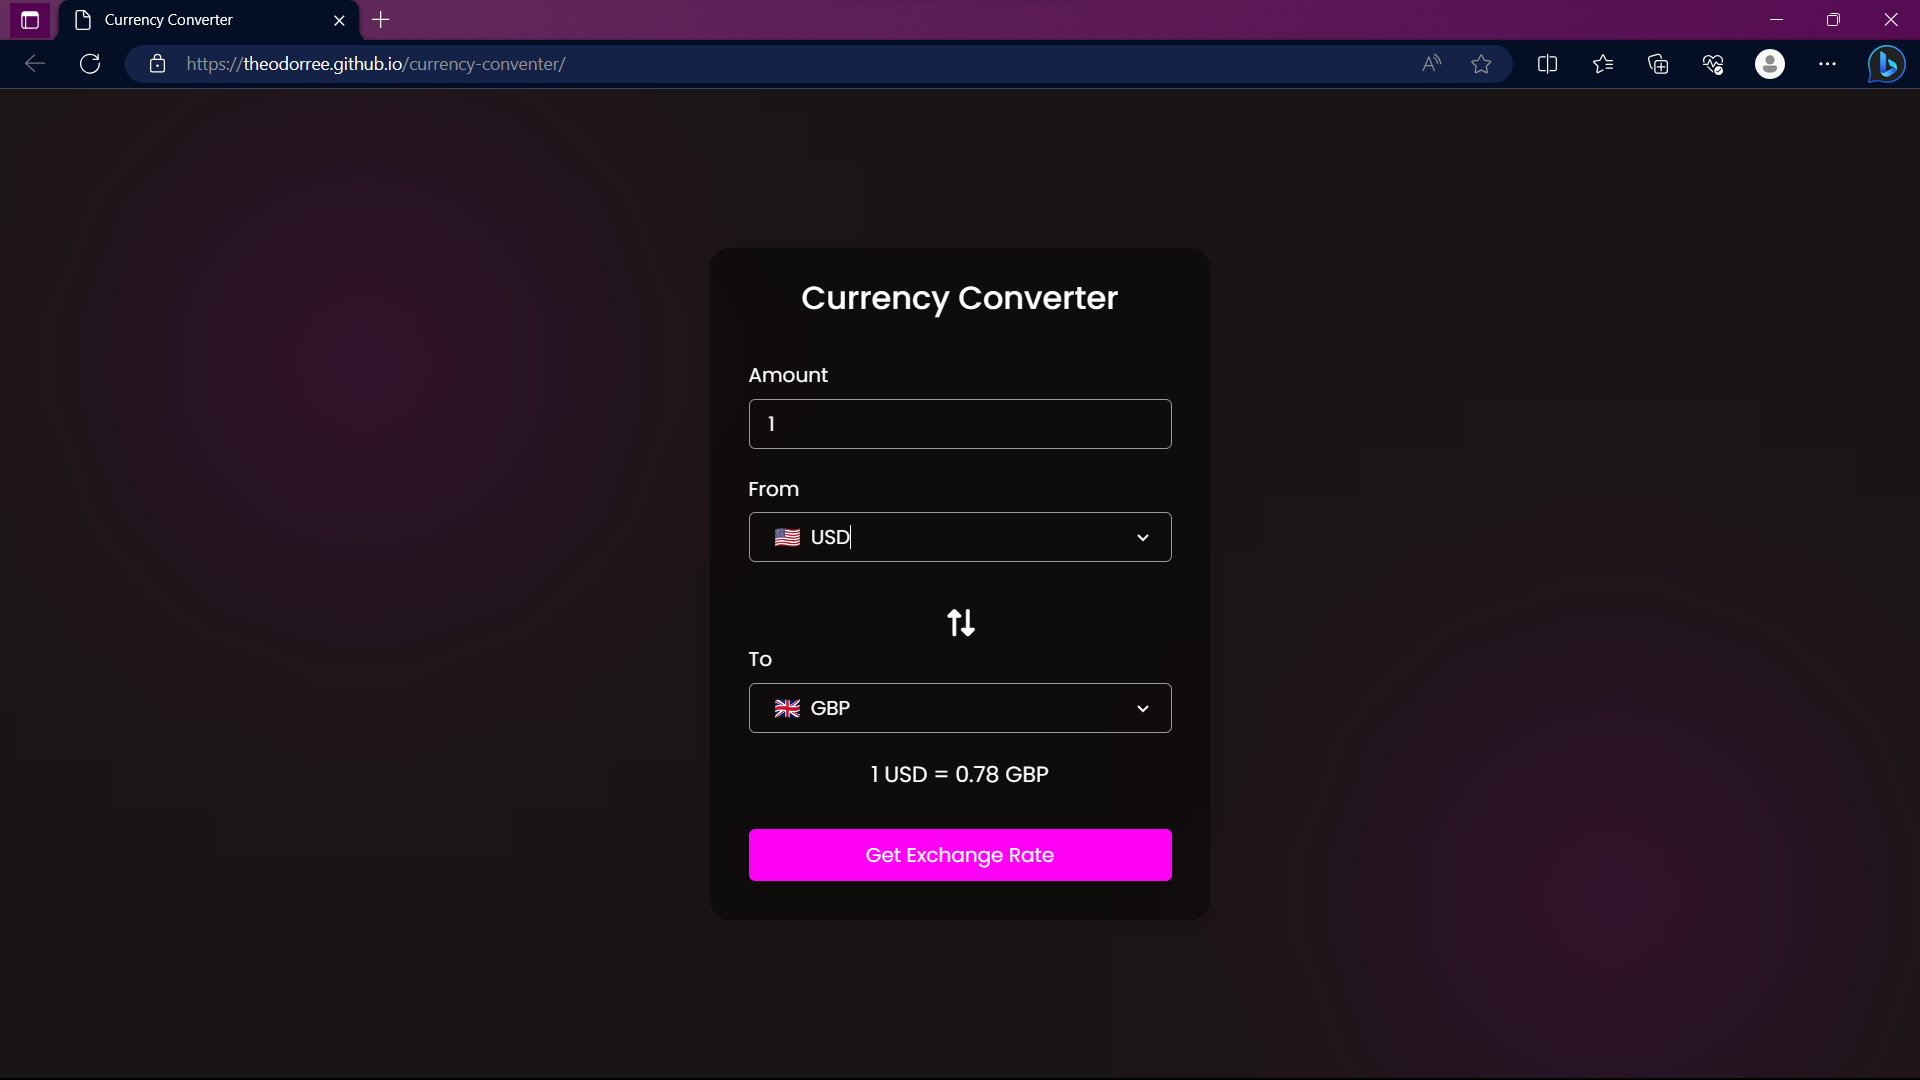 Currency Converter
https://theodorree.github.io/currency-conventer/
Currency Converter
Amount
1
From
USD
To
GBP
1 USD = 0.78 GBP
Get Exchange Rate